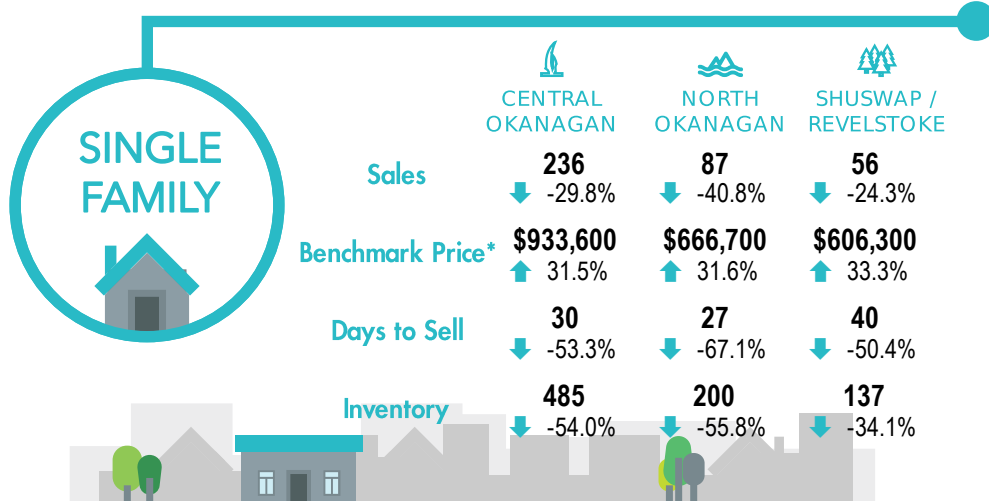 SINGLE
FAMILY
CENTRAL
OKANAGAN
NORTH
OKANAGAN
SHUSWAP /
REVELSTOKE
Sales
236
87
56
-29.8%
-40.8%
-24.3%
Benchmark Price*
$933,600
$666,700
$606,300
31.5%
31.6%
33.3%
Days to Sell
30
27
40
-53.3%
-67.1%
-50.4%
Inventory
485
200
137
-54.0%
-55.8%
-34.1%